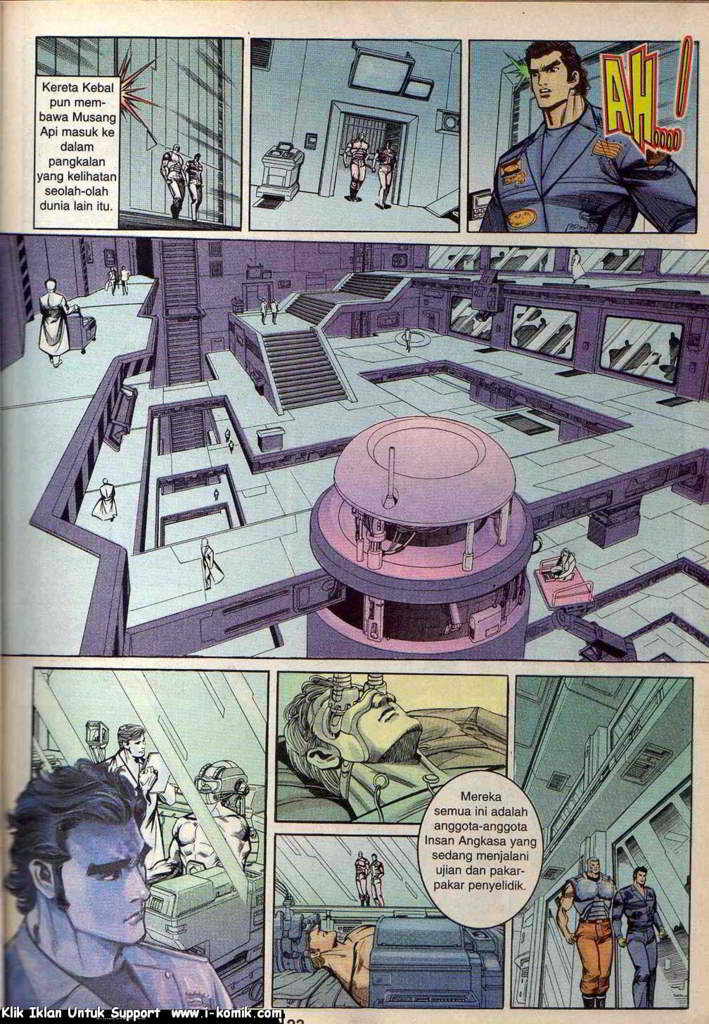 Kereta Kebal
pun mem-
bawa Musang
Api masuk ke
dalam
pangkalan
yang kelihatan
seolah-olah
dunia lain itu.
AH....!
Mereka
semua ini adalah
anggota-anggota
Insan Angkasa yang
sedang menjalani
ujian dan pakar-
pakar penyelidik.
Klik Iklan Untuk Support www.i-komik.com